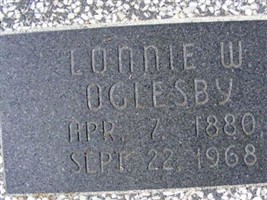 LONNIE W
OGLESBY
APR. 7. 1880
SEPT 22. 1968